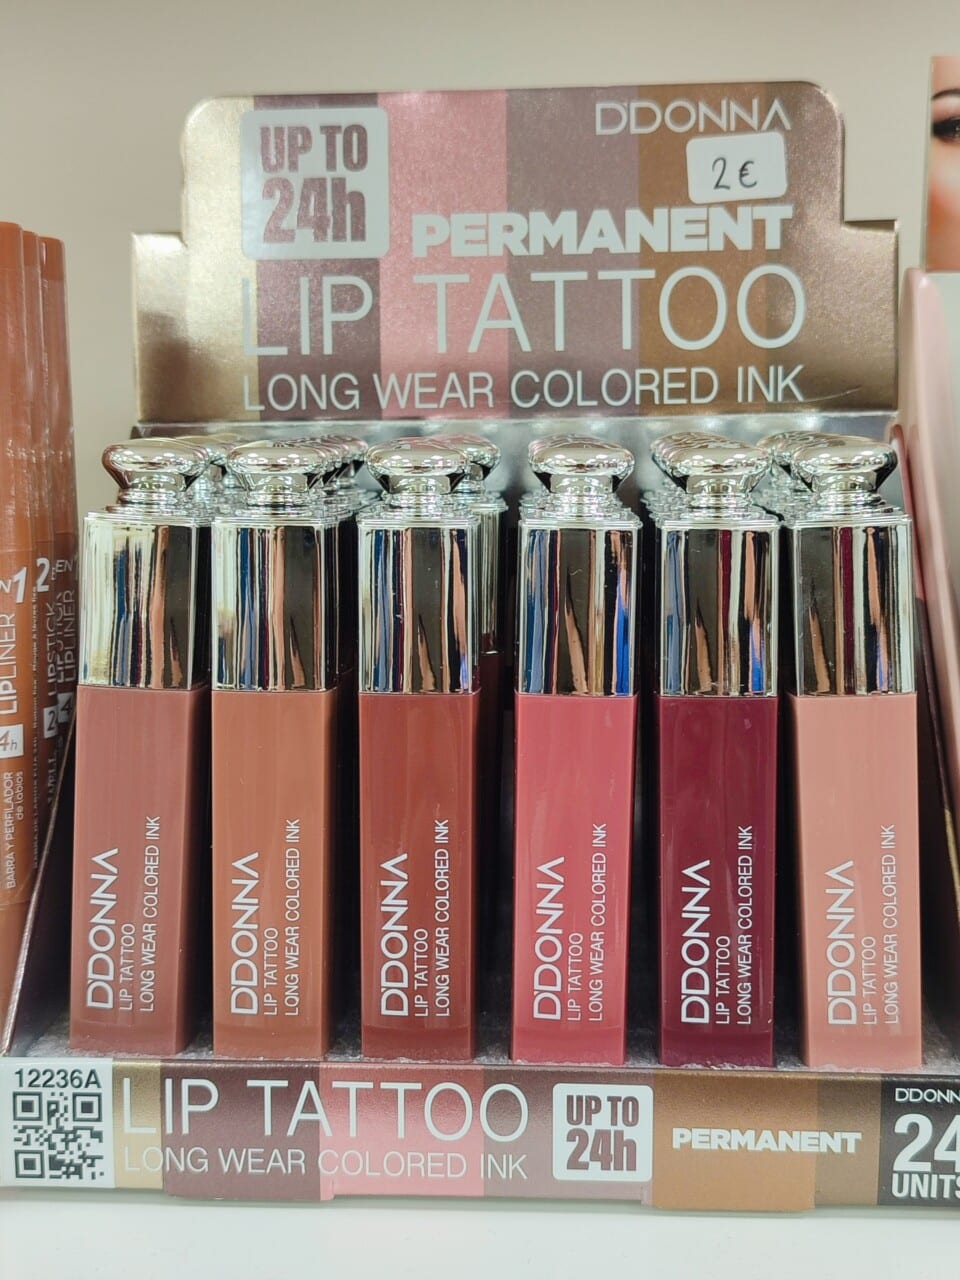 D'DONNA
2€
UP TO
24h
PERMANENT
LIP TATTOO
LONG WEAR COLORED INK
D'DONNA
LIP TATTOO
LONG WEAR COLORED INK
D'DONNA
LIP TATTOO
LONG WEAR COLORED INK
D'DONNA
LIP TATTOO
LONG WEAR COLORED INK
D'DONNA
LIP TATTOO
LONG WEAR COLORED INK
D'DONNA
LIP TATTOO
LONG WEAR COLORED INK
D'DONNA
LIP TATTOO
LONG WEAR COLORED INK
LIPLINER
4h
BARRA Y PERFILADOR
de labios
2
LIPSTICK
LIPLINER
12236A
LIP TATTOO
LONG WEAR COLORED INK
UP TO
24h
PERMANENT
D'DONN
24
UNITS